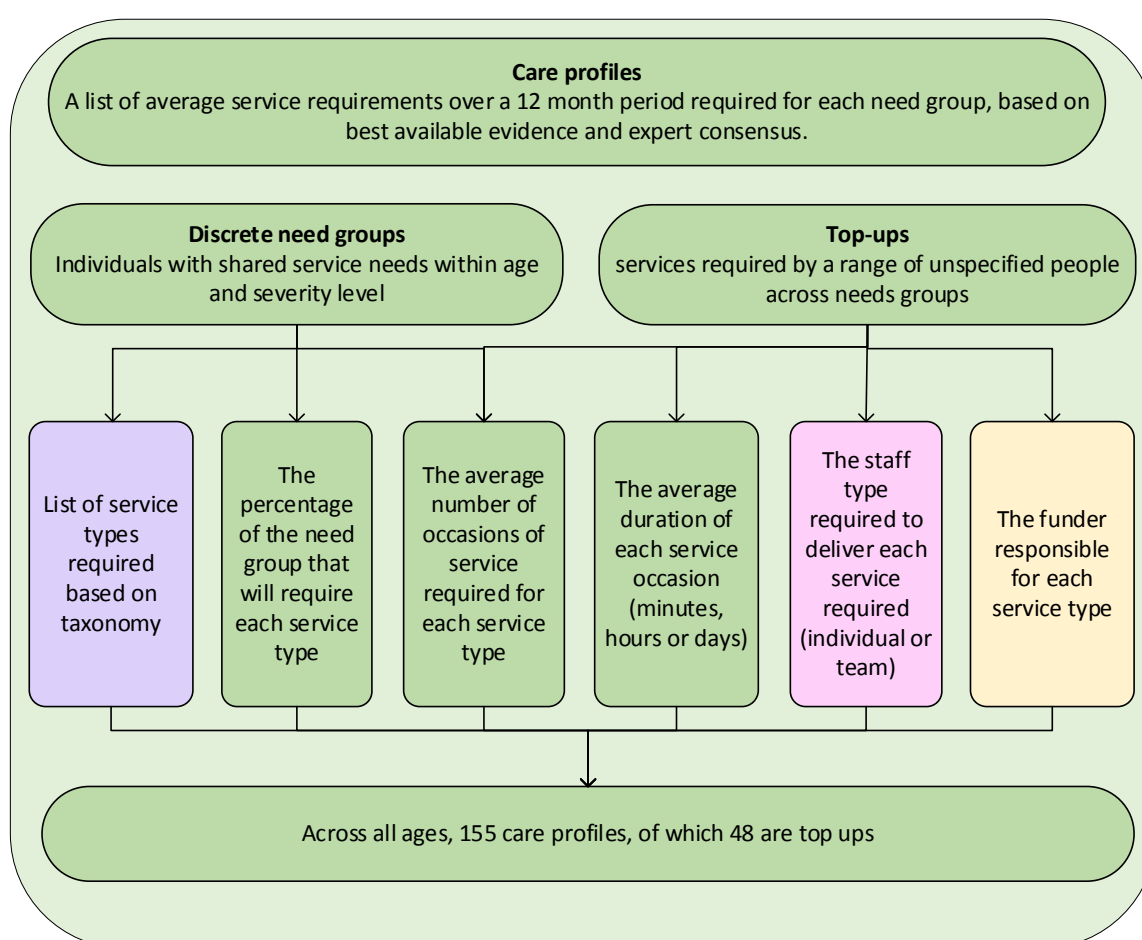 Care profiles
A list of average service requirements over a 12 month period required for each need group, based on
best available evidence and expert consensus.
Discrete need groups
Individuals with shared service needs within age
and severity level
Top-ups
services required by a range of unspecified people
across needs groups
List of service
types
required
based on
taxonomy
The
percentage
of the need
group that
will require
each service
type
The average
number of
occasions of
service
required for
each service
type
The average
duration of
each service
occasion
(minutes,
hours or days)
The staff
type
required to
deliver each
service
required
(individual or
team)
The funder
responsible
for each
service type
Across all ages, 155 care profiles, of which 48 are top ups